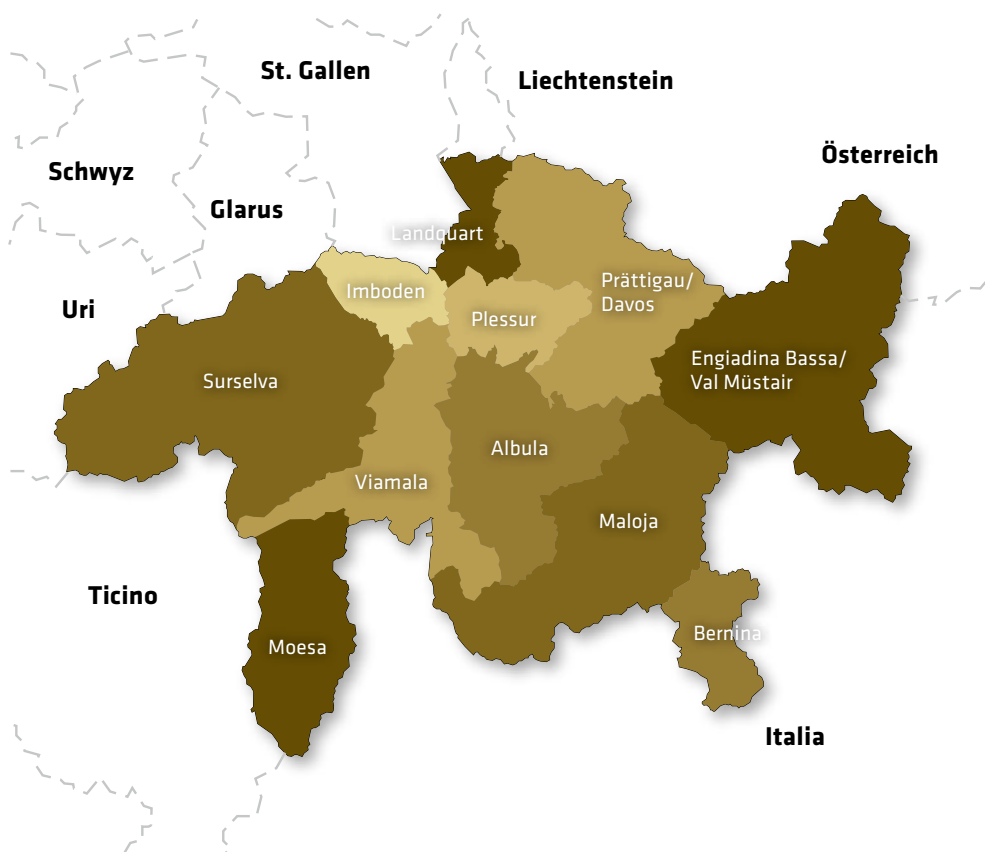 St. Gallen
Liechtenstein
Österreich
Schwyz
Glarus
Landquart
Uri
Imboden
Prättigau/
Davos
Plessur
Engiadina Bassa/
Val Müstair
Surselva
Albula
Viamala
Maloja
Ticino
Bernina
Moesa
Italia